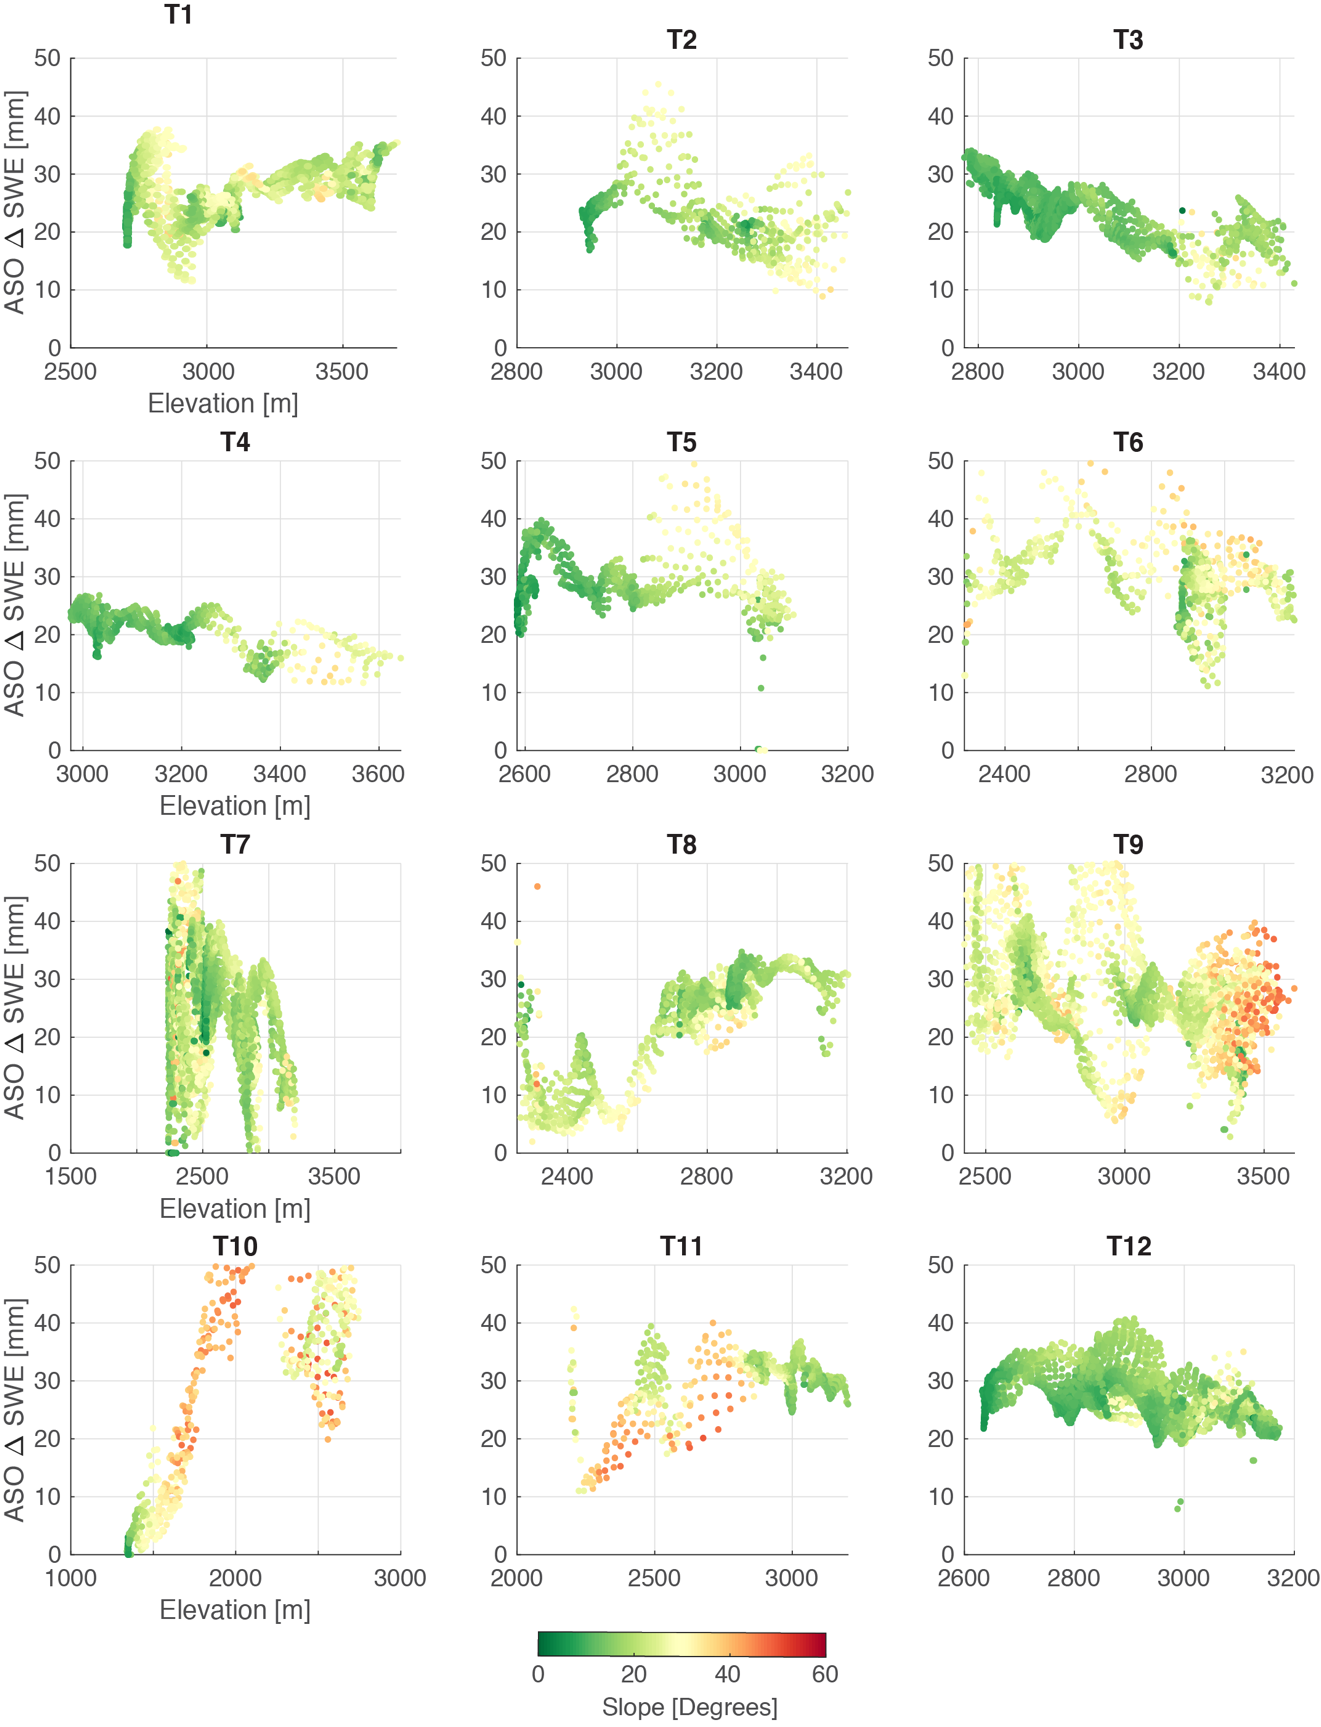 T1
T2
T3
50 50 50
40 40 40
30 30 30
20 20 20
10 10 10
0 0 0
ASO Δ SWE [mm]
2500 3000 3500 2800 3000 3200 3400 2800 3000 3200 3400
Elevation [m]
T4 T5 T6
50 50 50
40 40 40
30 30 30
20 20 20
10 10 10
0 0 0
ASO Δ SWE [mm]
3000 3200 3400 3600 2600 2800 3000 3200 2400 2800 3200
Elevation [m]
T7 T8 T9
50 50 50
40 40 40
30 30 30
20 20 20
10 10 10
0 0 0
ASO Δ SWE [mm]
1500 2500 3500 2400 2800 3200 2500 3000 3500
Elevation [m]
T10 T11 T12
50 50 50
40 40 40
30 30 30
20 20 20
10 10 10
0 0 0
ASO Δ SWE [mm]
1000 2000 3000 2000 2500 3000 2600 2800 3000 3200
Elevation [m]
0 20 40 60
Slope [Degrees]